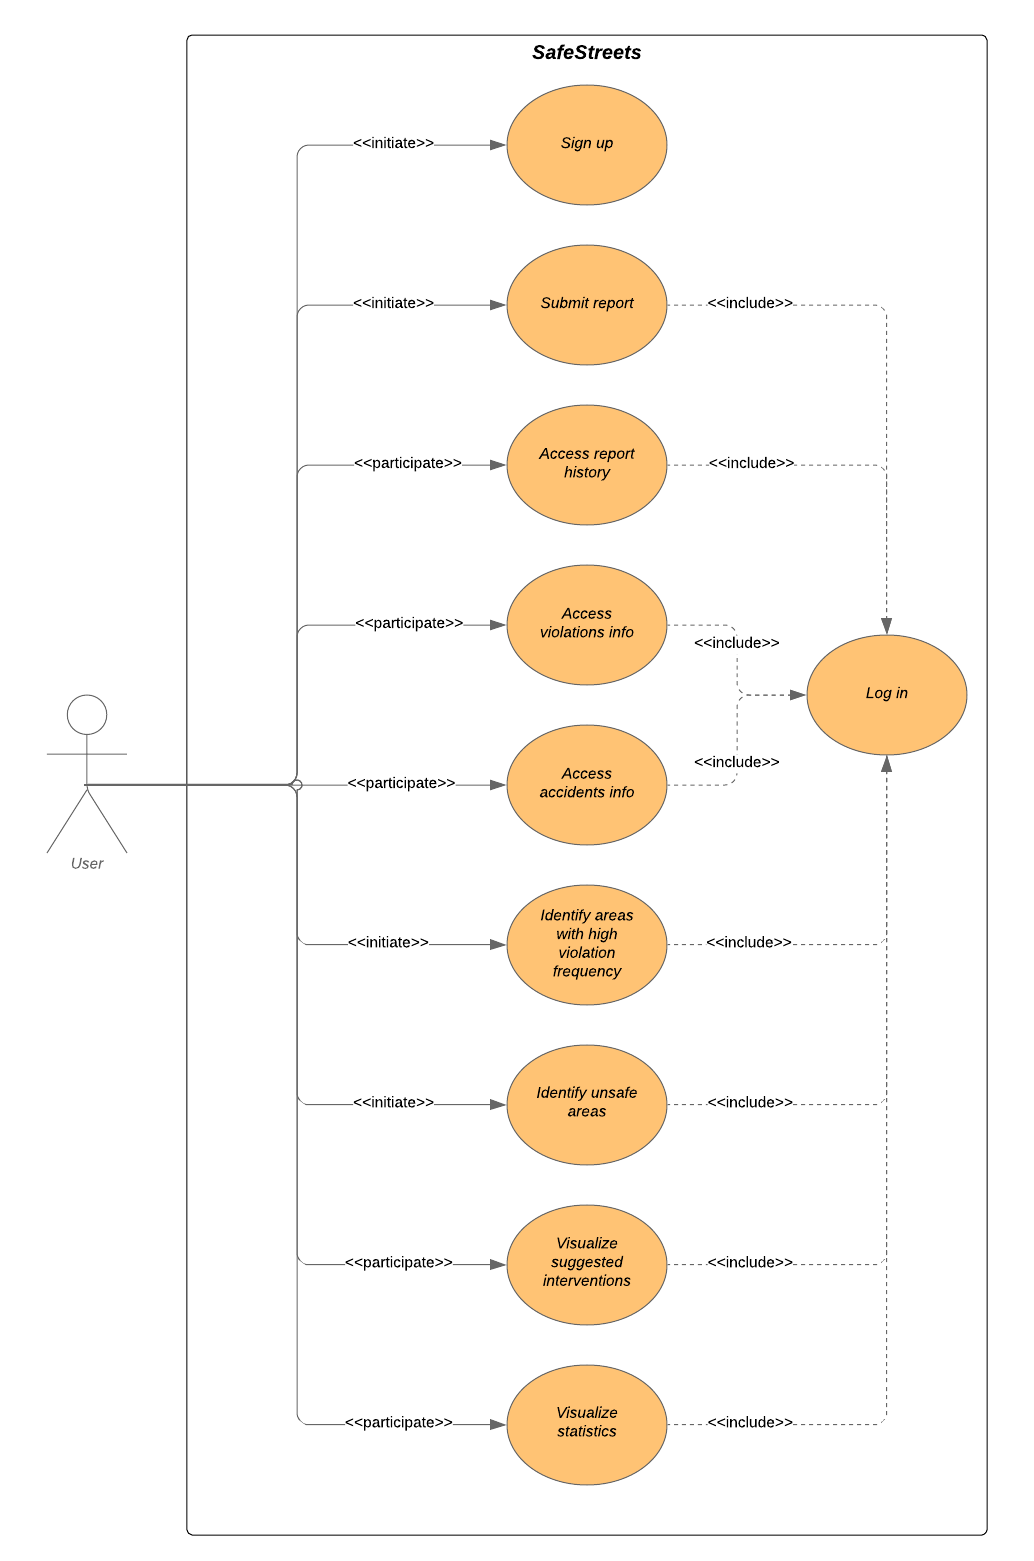 SafeStreets
<<initiate>>
Sign up
<<initiate>>
Submit report
<<include>>
<<participate>>
Access report
history
<<include>>
<<participate>>
Access
violations info
<<include>>
Log in
<<participate>>
Access
accidents info
<<include>>
User
<<initiate>>
Identify areas
with high
violation
frequency
<<include>>
<<initiate>>
Identify unsafe
areas
<<include>>
<<participate>>
Visualize
suggested
interventions
<<include>>
<<participate>>
Visualize
statistics
<<include>>